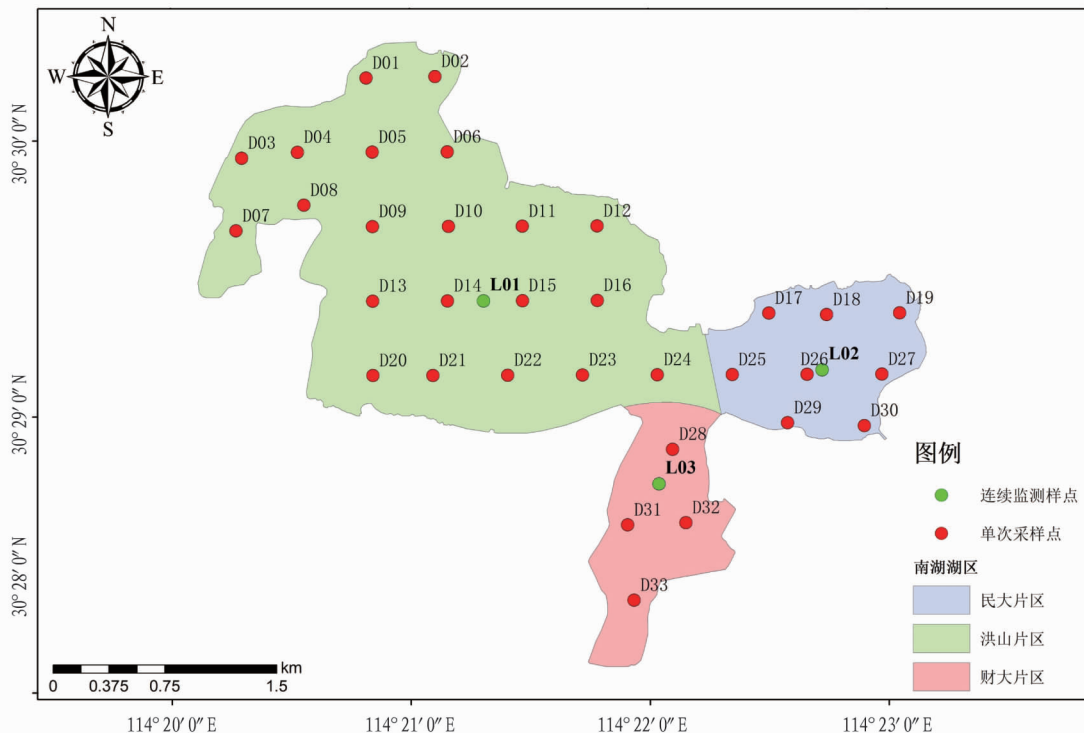 N
W
E
S
D01
D02
D03
D04
D05
D06
D07
D08
D09
D10
D11
D12
D13
D14
L01
D15
D16
D17
D18
D19
D20
D21
D22
D23
D24
D25
D26
L02
D27
D28
D29
D30
L03
D31
D32
D33
30° 30′ 0″ N
30° 29′ 0″ N
30° 28′ 0″ N
图例
连续监测样点
单次采样点
南湖湖区
民大片区
洪山片区
财大片区
km
0 0.375 0.75 1.5
114° 20′ 0″ E
114° 21′ 0″ E
114° 22′ 0″ E
114° 23′ 0″ E